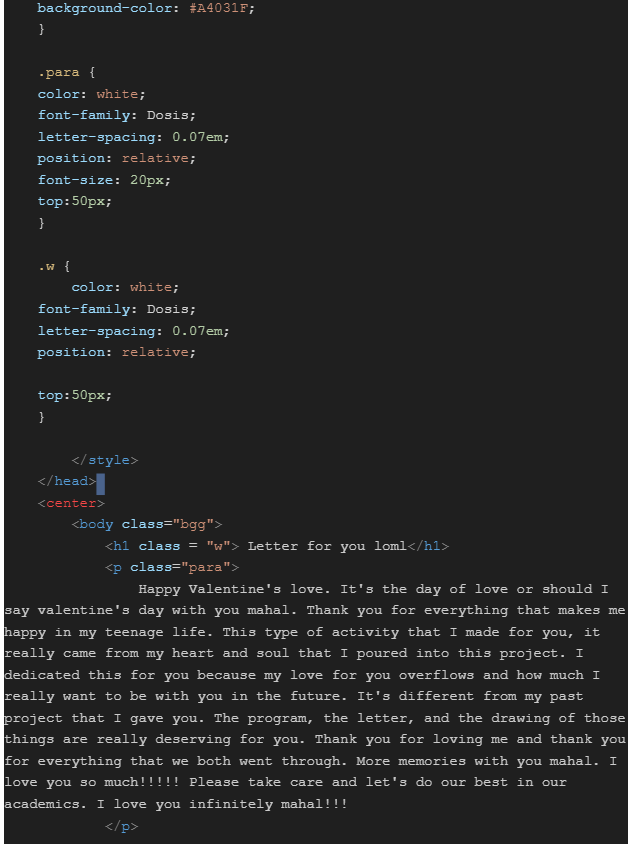 background-color: #A4031F;
}
.para {
color: white;
font-family: Dosis;
letter-spacing: 0.07em;
position: relative;
font-size: 20px;
top:50px;
}
.w {
color: white;
font-family: Dosis;
letter-spacing: 0.07em;
position: relative;
top:50px;
}
</style>
</head>
<center>
<body class="bgg">
<h1 class = "w"> Letter for you loml</h1>
<p class="para">
Happy Valentine's love. It's the day of love or should I
say valentine's day with you mahal. Thank you for everything that makes me
happy in my teenage life. This type of activity that I made for you, it
really came from my heart and soul that I poured into this project. I
dedicated this for you because my love for you overflows and how much I
really want to be with you in the future. It's different from my past
project that I gave you. The program, the letter, and the drawing of those
things are really deserving for you. Thank you for loving me and thank you
for everything that we both went through. More memories with you mahal. I
love you so much!!!!! Please take care and let's do our best in our
academics. I love you infinitely mahal!!!
</p>